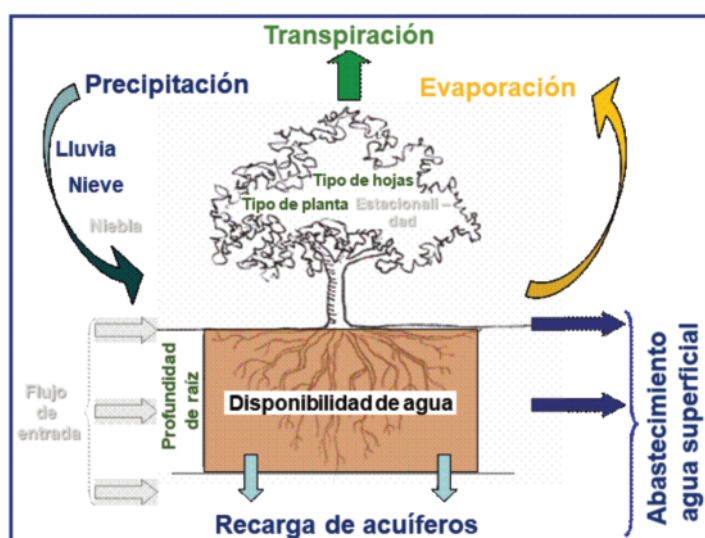 Transpiración
Precipitación
Evaporación
Lluvia
Nieve
Niebla
Tipo de hojas
Tipo de planta
Estacionali –
dad
Flujo
de
entrada
Profundidad
de raíz
Disponibilidad de agua
Abastecimiento
agua superficial
Recarga de acuíferos